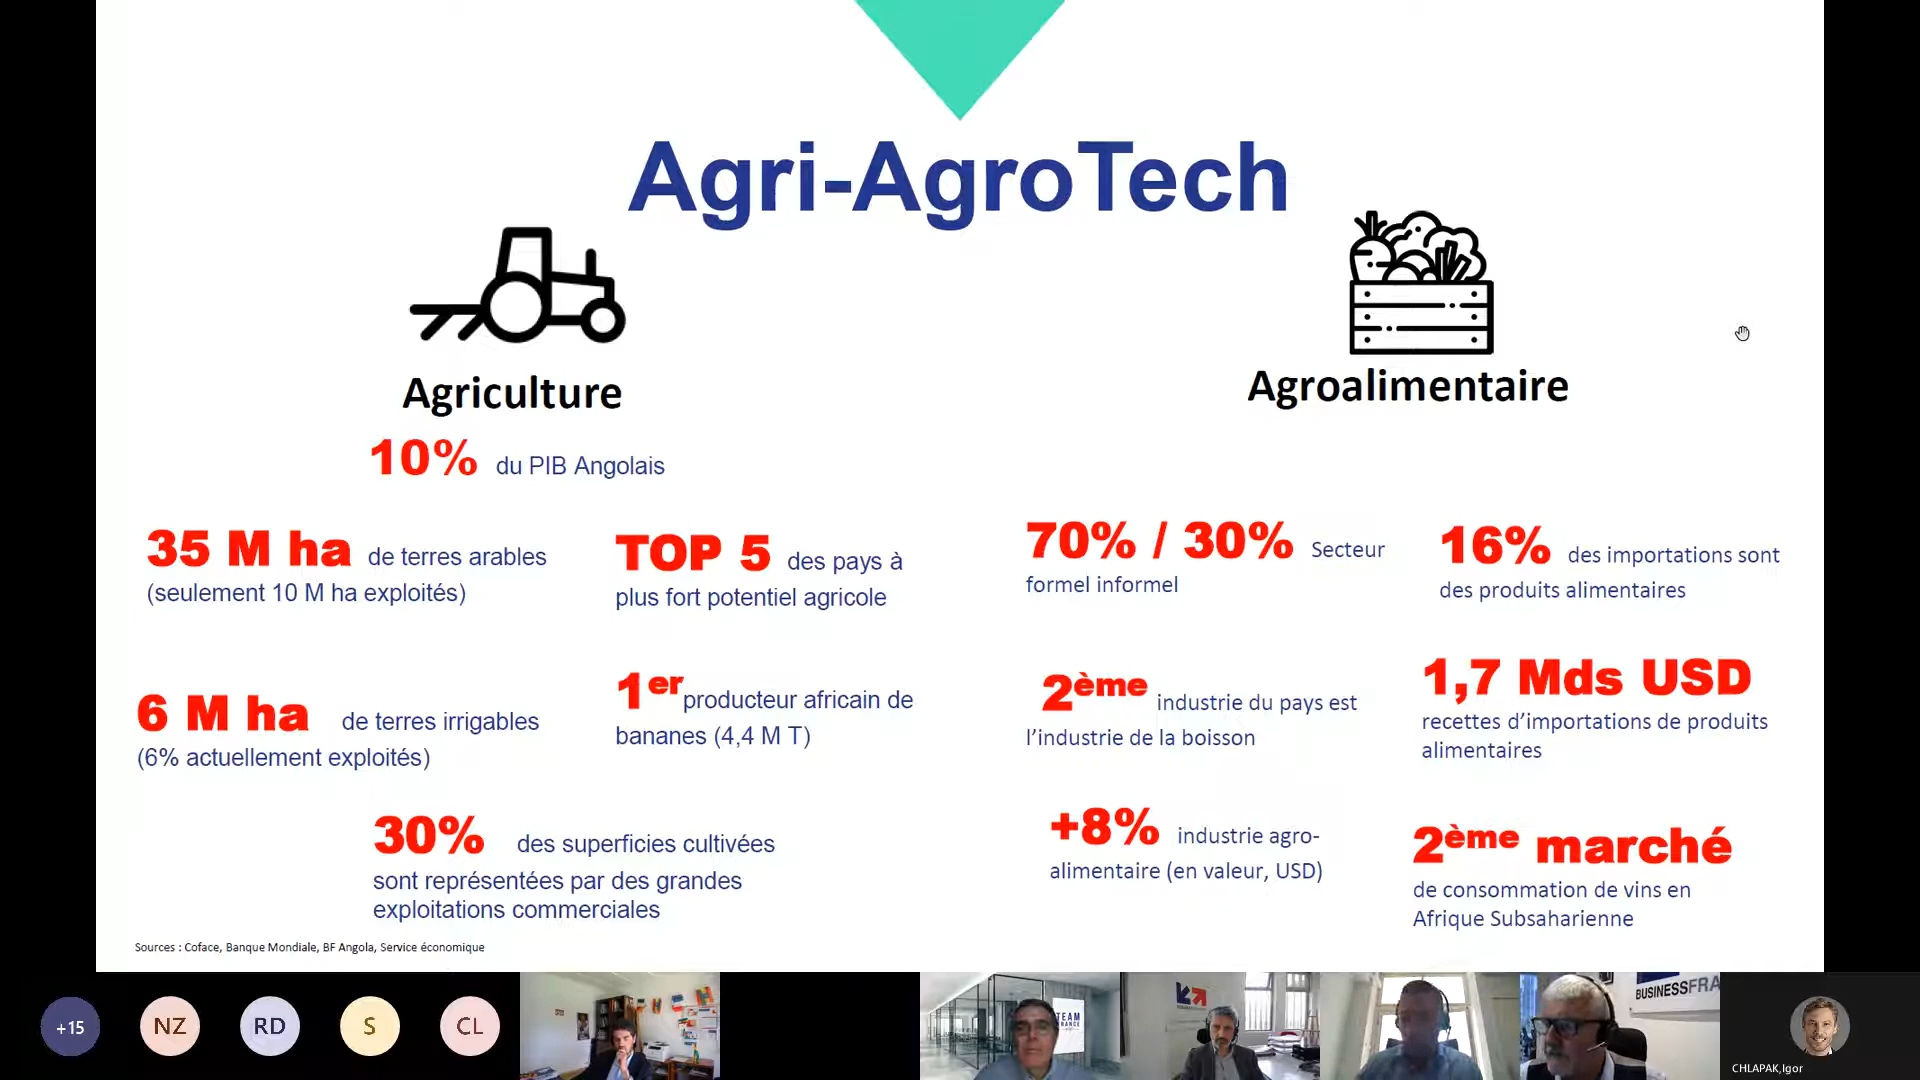 Agri-AgroTech
Agriculture
10% du PIB Angolais
35 M ha de terres arables
(seulement 10 M ha exploités)
TOP 5 des pays à
plus fort potentiel agricole
6 M ha de terres irrigables
(6% actuellement exploités)
1er producteur africain de
bananes (4,4 M T)
30% des superficies cultivées
sont représentées par des grandes
exploitations commerciales
Agroalimentaire
70% / 30% Secteur
formel informel
16% des importations sont
des produits alimentaires
2ème industrie du pays est
l'industrie de la boisson
1,7 Mds USD
recettes d'importations de produits
alimentaires
+8% industrie agro-
alimentaire (en valeur, USD)
2ème marché
de consommation de vins en
Afrique Subsaharienne
Sources : Coface, Banque Mondiale, BF Angola, Service économique
+15
NZ
RD
S
CL
TEAM
BUSINESSFRA
CHLAPAK,Igor